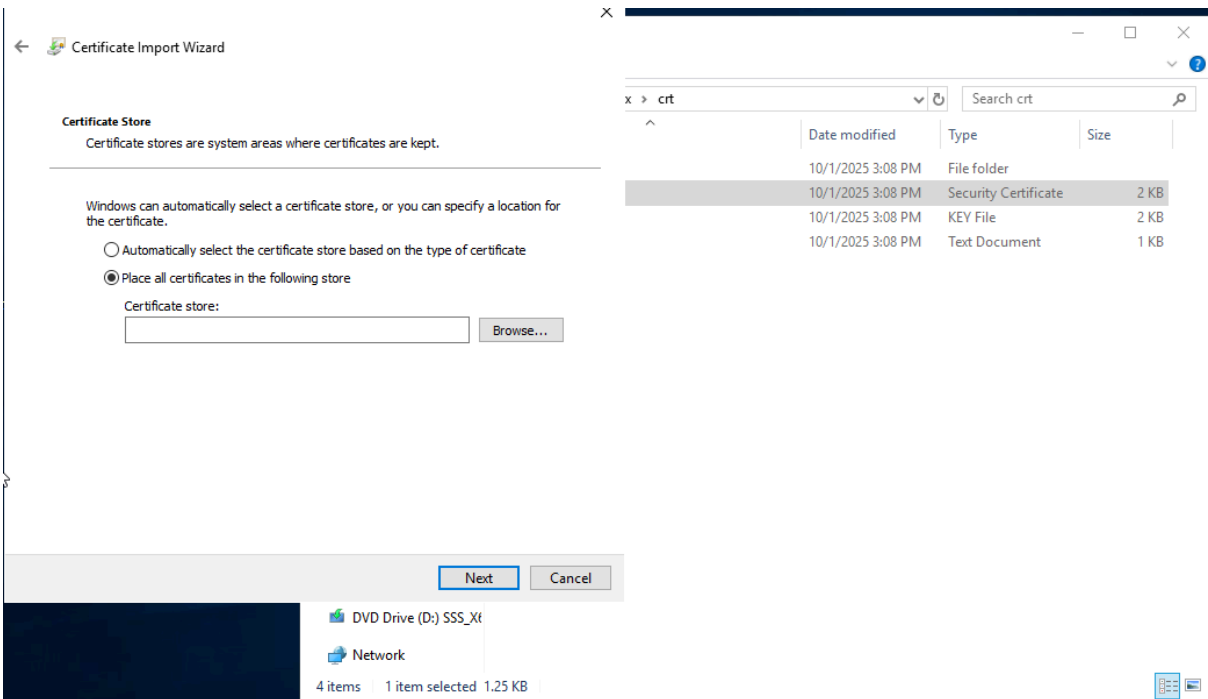 Certificate Import Wizard
Certificate Store
Certificate stores are system areas where certificates are kept.
Windows can automatically select a certificate store, or you can specify a location for
the certificate.
Automatically select the certificate store based on the type of certificate
Place all certificates in the following store
Certificate store:
Browse...
Next Cancel
x > crt Search crt
Date modified Type Size
10/1/2025 3:08 PM File folder
10/1/2025 3:08 PM Security Certificate 2 KB
10/1/2025 3:08 PM KEY File 2 KB
10/1/2025 3:08 PM Text Document 1 KB
DVD Drive (D:)
Network
4 items 1 item selected 1.25 KB